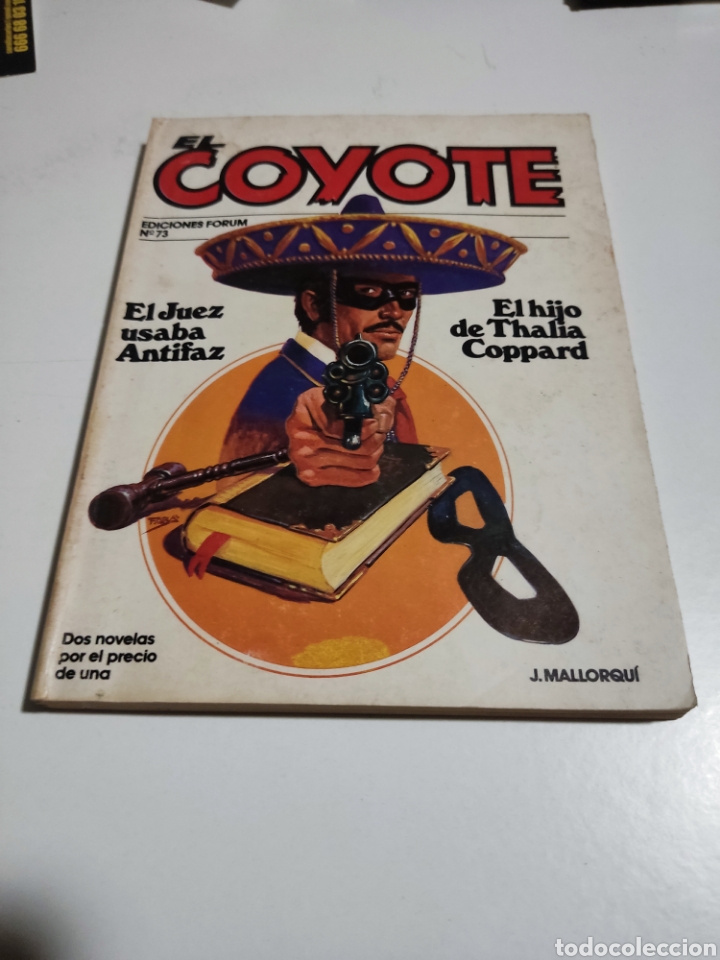 EL
COYOTE
EDICIONES FORUM
Nº 73
El Juez
usaba
Antifaz
El hijo
de Thalia
Coppard
Dos novelas
por el precio
de una
J. MALLORQUÍ
todocoleccion